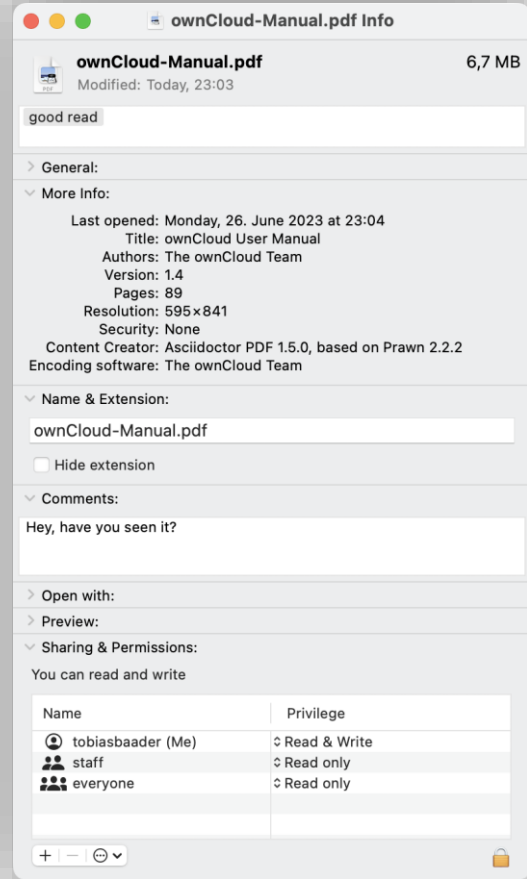 ownCloud-Manual.pdf Info
ownCloud-Manual.pdf 6,7 MB
Modified: Today, 23:03
PDF
good read
General:
More Info:
Last opened: Monday, 26. June 2023 at 23:04
Title: ownCloud User Manual
Authors: The ownCloud Team
Version: 1.4
Pages: 89
Resolution: 595×841
Security: None
Content Creator: Asciidoctor PDF 1.5.0, based on Prawn 2.2.2
Encoding software: The ownCloud Team
Name & Extension:
ownCloud-Manual.pdf
Hide extension
Comments:
Hey, have you seen it?
Open with:
Preview:
Sharing & Permissions:
You can read and write
Name Privilege
tobiasbaader (Me) Read & Write
staff Read only
everyone Read only